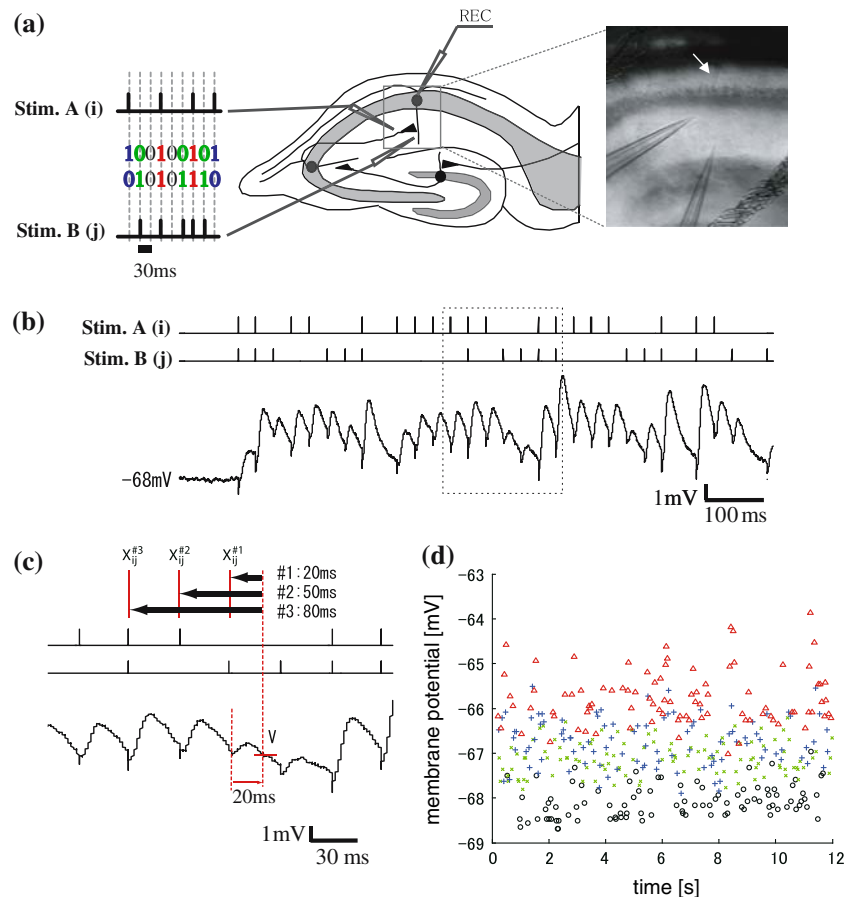 (a)
REC
Stim. A (i)
100100101
0101001110
Stim. B (j)
30ms
(b)
Stim. A (i)
Stim. B (j)
-68mV
1mV
100 ms
(c)
X#3ij X#2ij X#1ij
#1:20ms
#2:50ms
#3:80ms
V
20ms
1mV
30 ms
(d)
membrane potential [mV]
-63
-64
-65
-66
-67
-68
-69
0 2 4 6 8 10 12
time [s]